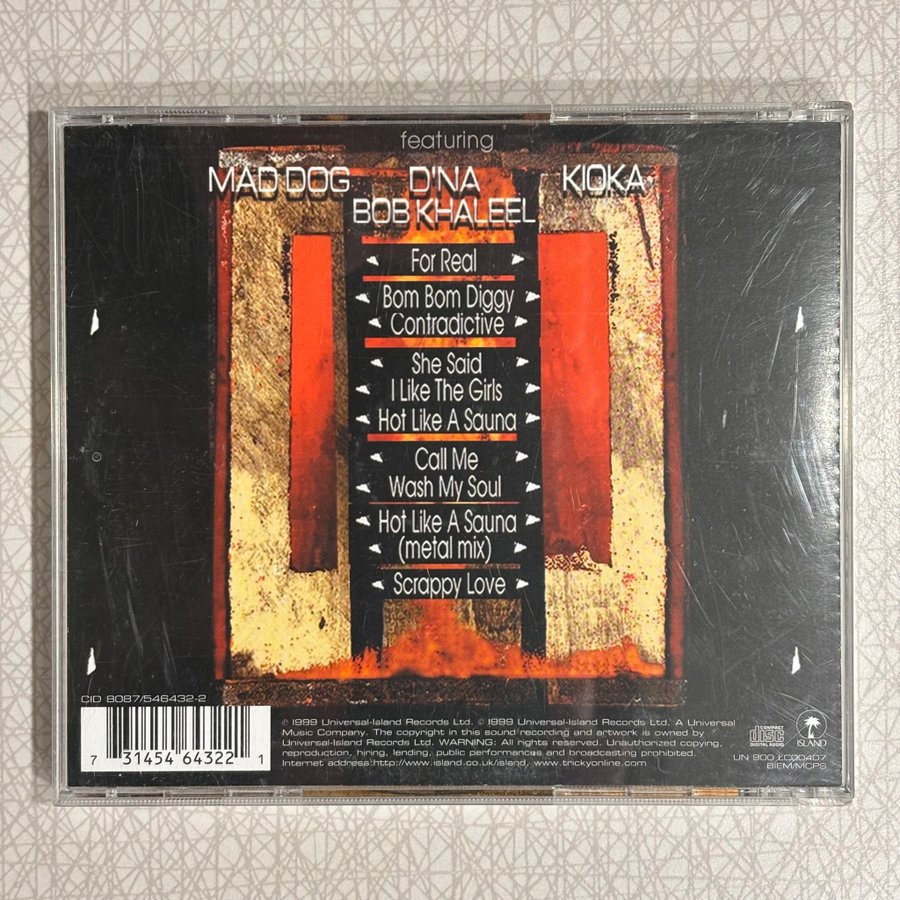 featuring
MAD DOG D'NA KIOKA
BOB KHALEEL
For Real
Bom Bom Diggy
Contradictive
She Said
I Like The Girls
Hot Like A Sauna
Call Me
Wash My Soul
Hot Like A Sauna
(metal mix)
Scrappy Love
CID 8087/546432-2
7 31454 64322 1
℗ 1999 Universal-Island Records Ltd. © 1999 Universal-Island Records Ltd. A Universal
Music Company. The copyright in this sound recording and artwork is owned by
Universal-Island Records Ltd. WARNING: All rights reserved. Unauthorized copying,
reproduction, hiring, lending, public performances and broadcasting prohibited.
Internet address:http://www.island.co.uk/island, www.trickyonline.com
COMPACT
disc
DIGITAL AUDIO
ISLAND
UN 900 LC00407
BIEM/MCPS